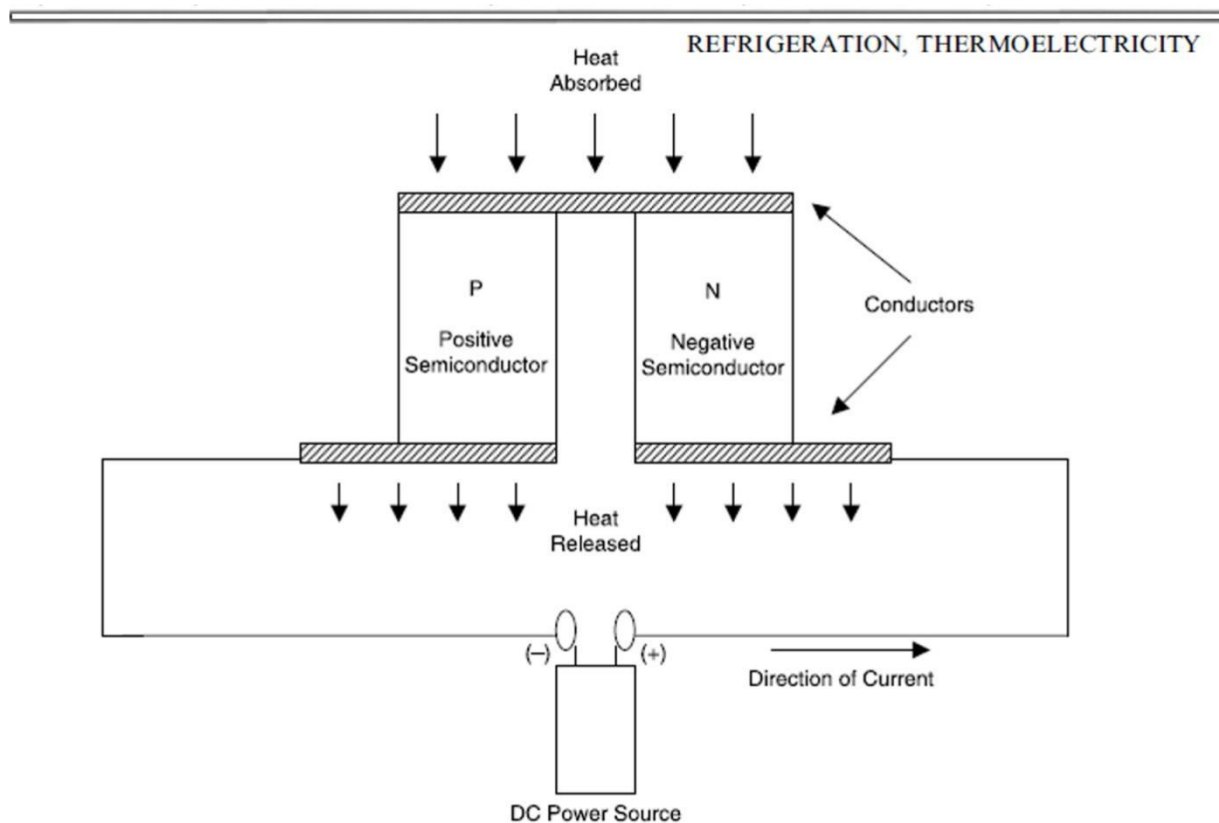 REFRIGERATION, THERMOELECTRICITY
Heat
Absorbed
P
Positive
Semiconductor
N
Negative
Semiconductor
Conductors
Heat
Released
(–)
(+)
Direction of Current
DC Power Source